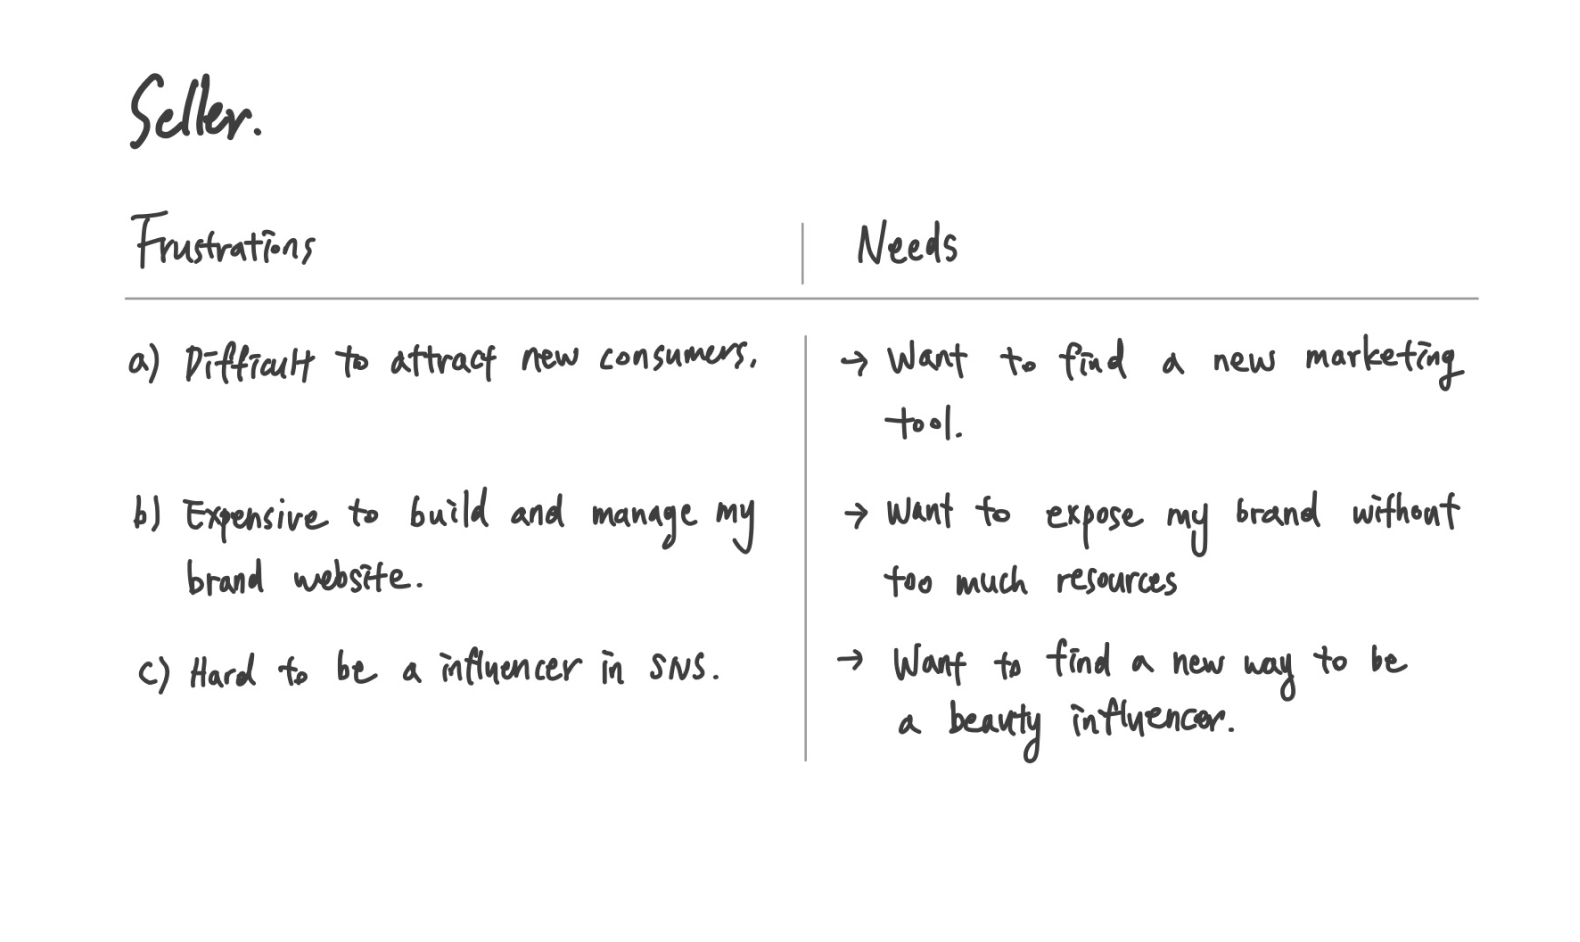 Seller.
Frustrations
Needs
a) Difficult to attract new consumers.
→ Want to find a new marketing
tool.
b) Expensive to build and manage my
brand website.
→ Want to expose my brand without
too much resources
c) Hard to be a influencer in SNS.
→ Want to find a new way to be
a beauty influencer.